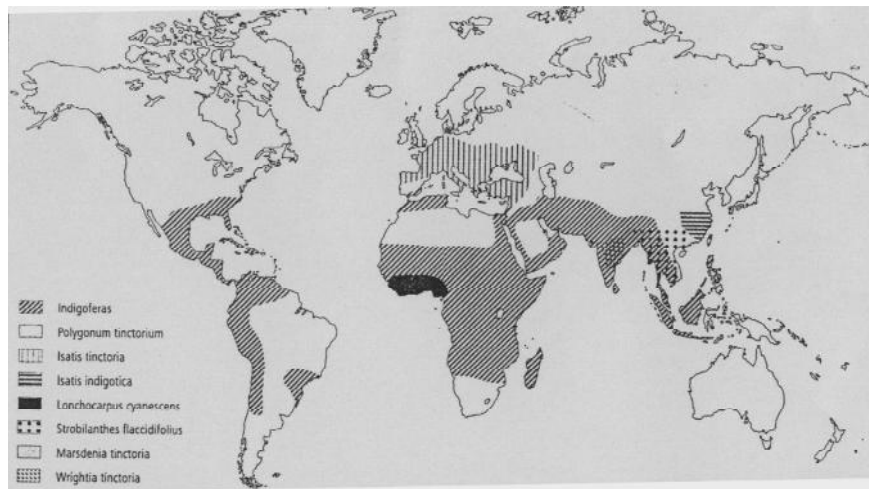 Indigoferas
Polygonum tinctorium
Isatis tinctoria
Isatis indigotica
Lonchocarpus cyanescens
Strobilanthes flaccidifolius
Marsdenia tinctoria
Wrightia tinctoria